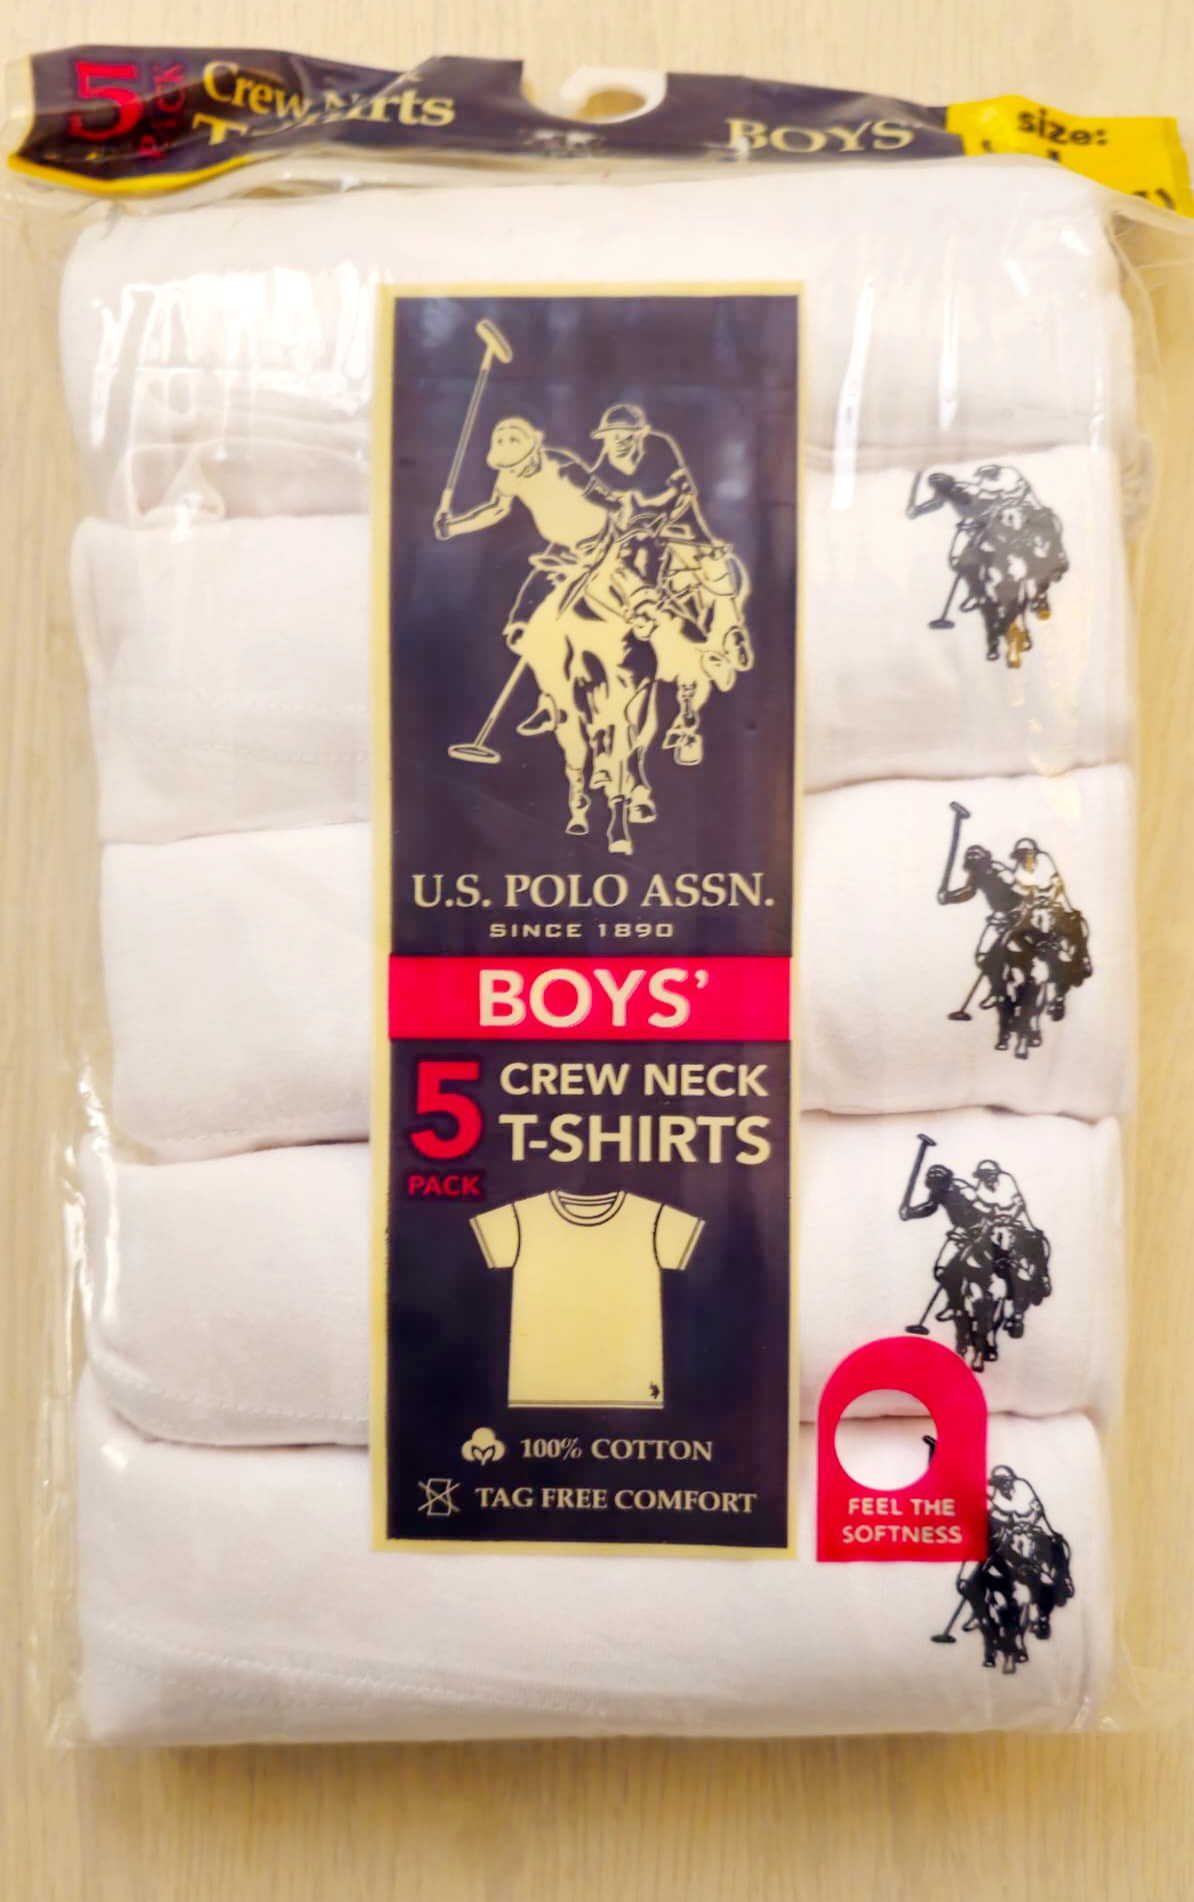 5
PACK
Crew
BOYS'
size:
U.S. POLO ASSN.
SINCE 1890
BOYS'
5
PACK
CREW NECK
T-SHIRTS
100% COTTON
TAG FREE COMFORT
FEEL THE
SOFTNESS